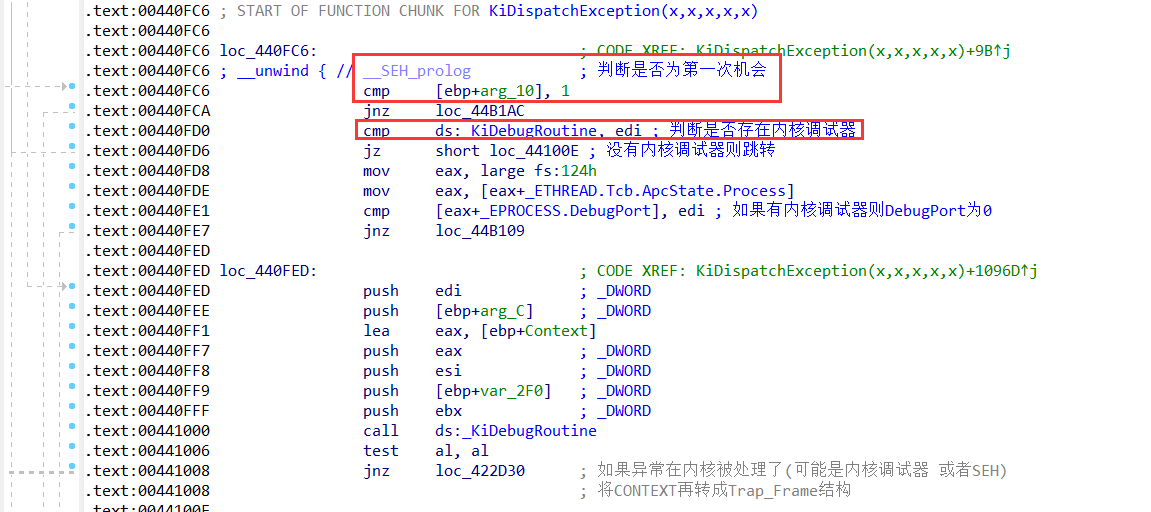 .text:00440FC6 ; START OF FUNCTION CHUNK FOR KiDispatchException(x,x,x,x,x)
.text:00440FC6
.text:00440FC6 loc_440FC6: ; CODE XREF: KiDispatchException(x,x,x,x,x)+9B↑j
.text:00440FC6 ; __unwind { // __SEH_prolog ; 判断是否为第一次机会
.text:00440FC6 cmp [ebp+arg_10], 1
.text:00440FCA jnz loc_44B1AC
.text:00440FD0 cmp ds:_KiDebugRoutine, edi ; 判断是否存在内核调试器
.text:00440FD6 jz short loc_44100E ; 没有内核调试器则跳转
.text:00440FD8 mov eax, large fs:124h
.text:00440FDE mov eax, [eax+_ETHREAD.Tcb.ApcState.Process]
.text:00440FE1 cmp [eax+_EPROCESS.DebugPort], edi ; 如果有内核调试器则DebugPort为0
.text:00440FE7 jnz loc_44B109
.text:00440FED
.text:00440FED loc_440FED: ; CODE XREF: KiDispatchException(x,x,x,x,x)+1096D↑j
.text:00440FED push edi ; _DWORD
.text:00440FEE push [ebp+arg_C] ; _DWORD
.text:00440FF1 lea eax, [ebp+Context]
.text:00440FF7 push eax ; _DWORD
.text:00440FF8 push esi ; _DWORD
.text:00440FF9 push [ebp+var_2F0] ; _DWORD
.text:00440FFF push ebx ; _DWORD
.text:00441000 call ds:_KiDebugRoutine
.text:00441006 test al, al
.text:00441008 jnz loc_422D30 ; 如果异常在内核被处理了(可能是内核调试器 或者SEH)
.text:00441008 ; 将CONTEXT再转成Trap_Frame结构
.text:0044100E